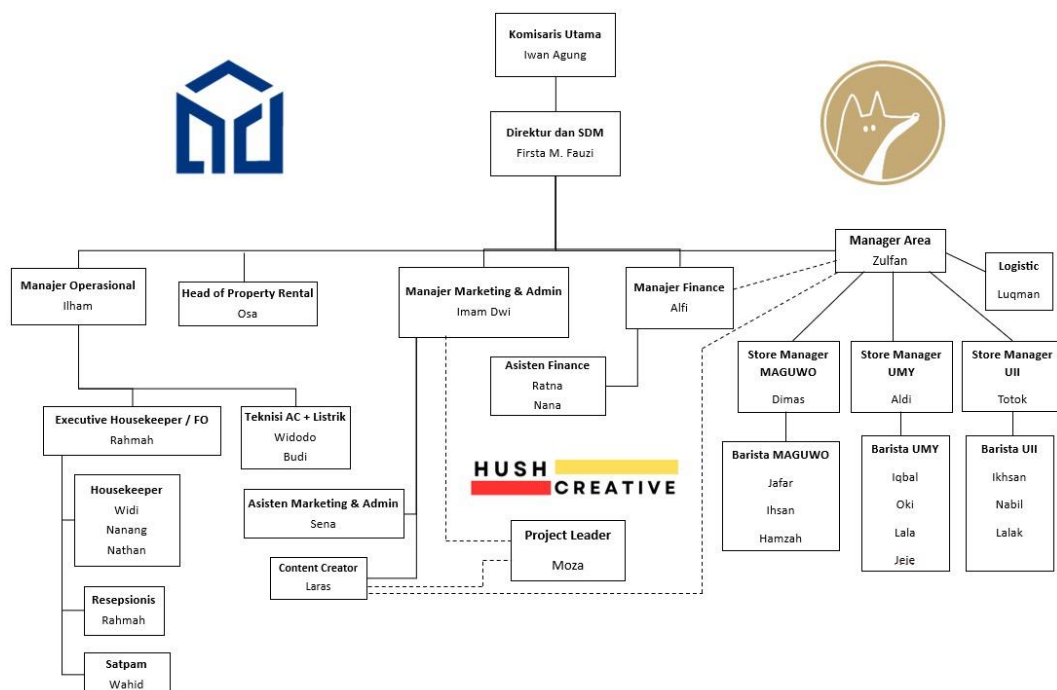 Komisaris Utama
Iwan Agung
Direktur dan SDM
Firsta M. Fauzi
Manajer Operasional
Ilham
Head of Property Rental
Osa
Manajer Marketing & Admin
Imam Dwi
Manajer Finance
Alfi
Manager Area
Zulfan
Logistic
Luqman
Asisten Finance
Ratna
Nana
Store Manager
MAGUWO
Dimas
Store Manager
UMY
Aldi
Store Manager
UII
Totok
Executive Housekeeper / FO
Rahmah
Teknisi AC + Listrik
Widodo
Budi
Barista MAGUWO
Jafar
Ihsan
Hamzah
Barista UMY
Iqbal
Oki
Lala
Jeje
Barista UII
Ikhsan
Nabil
Lalak
HUSH
CREATIVE
Housekeeper
Widi
Nanang
Nathan
Asisten Marketing & Admin
Sena
Project Leader
Moza
Content Creator
Laras
Resepsionis
Rahmah
Satpam
Wahid